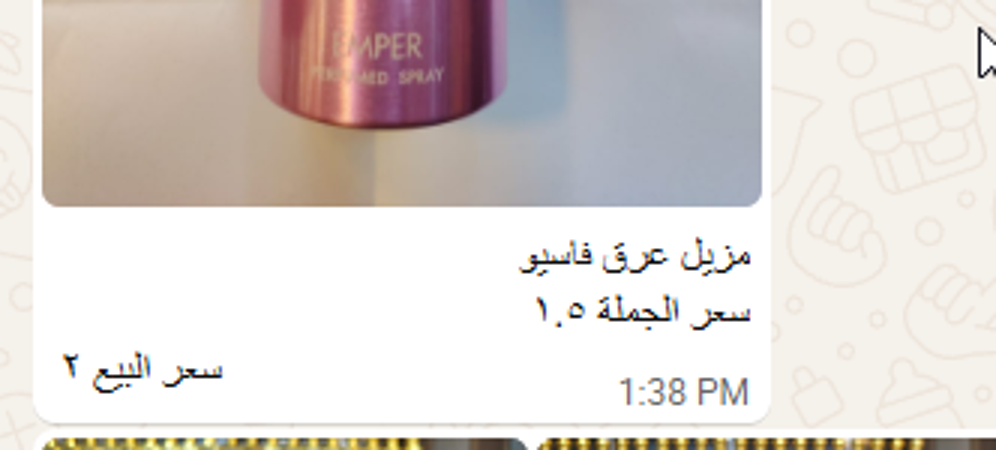 EMPER
PERFUMED SPRAY
مزيل عرق فاسيو
سعر الجملة ١.٥
سعر البيع ٢
1:38 PM